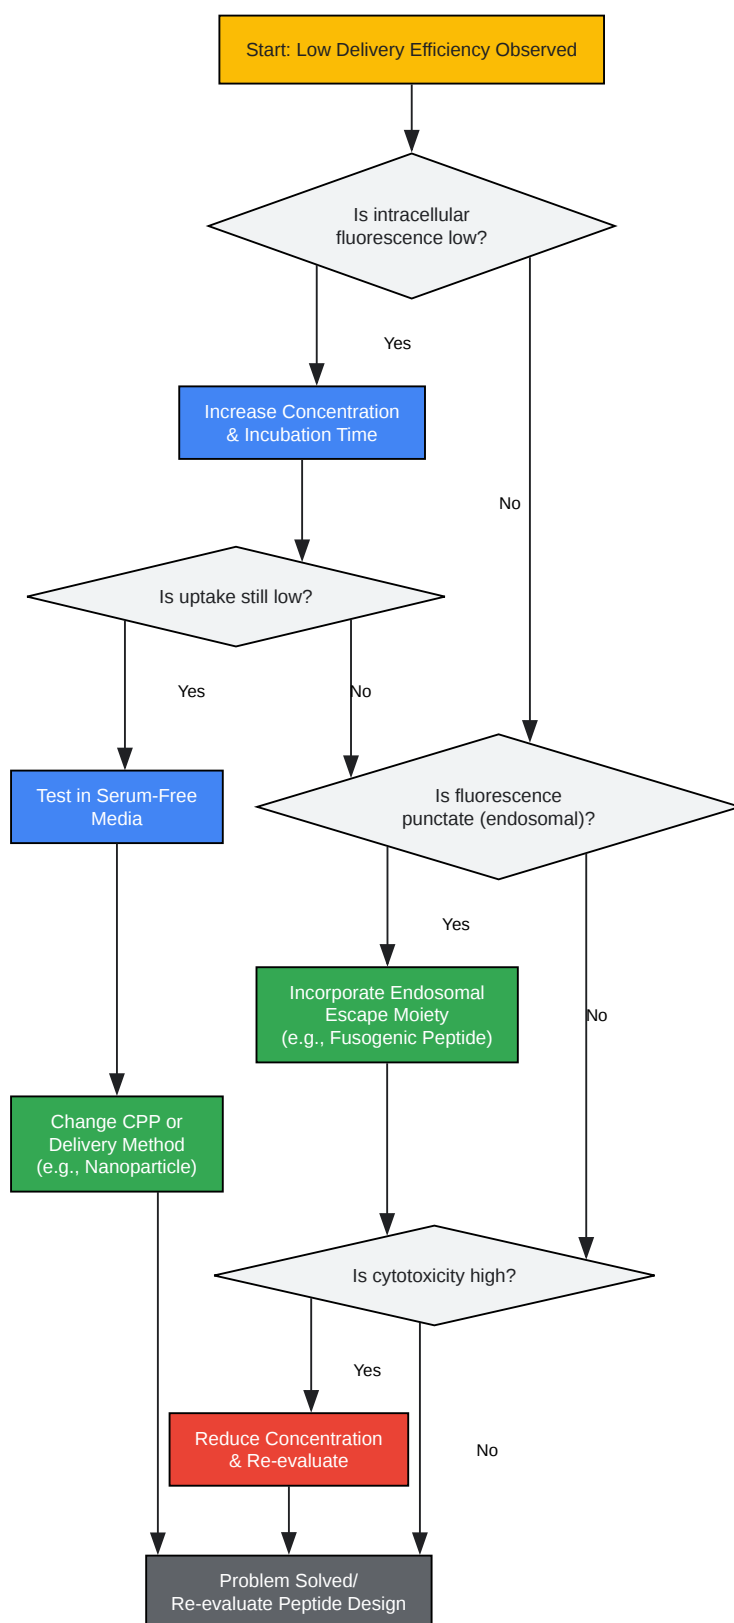 Start: Low Delivery Efficiency Observed
Is intracellular
fluorescence low?
Yes
Increase Concentration
& Incubation Time
No
Is uptake still low?
Yes
No
Test in Serum-Free
Media
Is fluorescence
punctate (endosomal)?
Yes
Incorporate Endosomal
Escape Moiety
(e.g., Fusogenic Peptide)
No
Change CPP or
Delivery Method
(e.g., Nanoparticle)
Is cytotoxicity high?
Yes
Reduce Concentration
& Re-evaluate
No
Problem Solved/
Re-evaluate Peptide Design